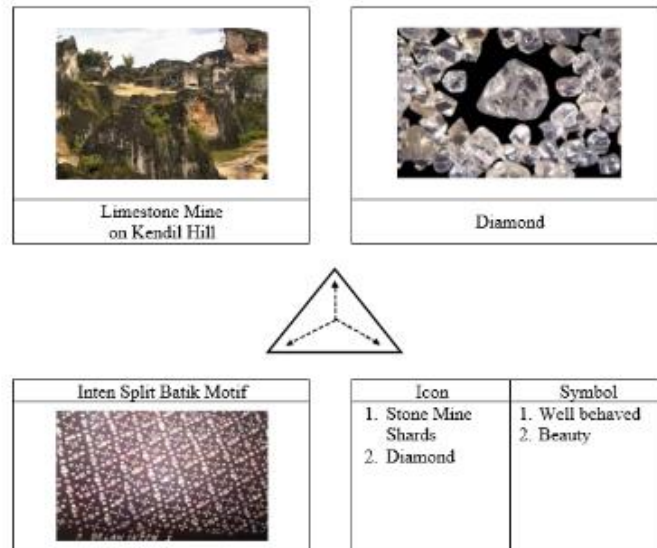 Limestone Mine
on Kendil Hill
Diamond
Inten Split Batik Motif
Icon
1. Stone Mine
Shards
2. Diamond
Symbol
1. Well behaved
2. Beauty